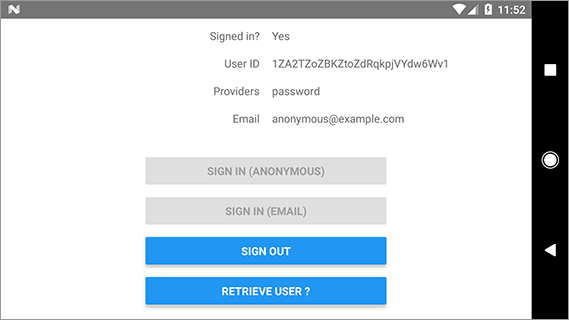 11:52
Signed in? Yes
User ID 1ZA2TZoZBKZtoZdRqkpjVYdw6Wv1
Providers password
Email anonymous@example.com
SIGN IN (ANONYMOUS)
SIGN IN (EMAIL)
SIGN OUT
RETRIEVE USER ?